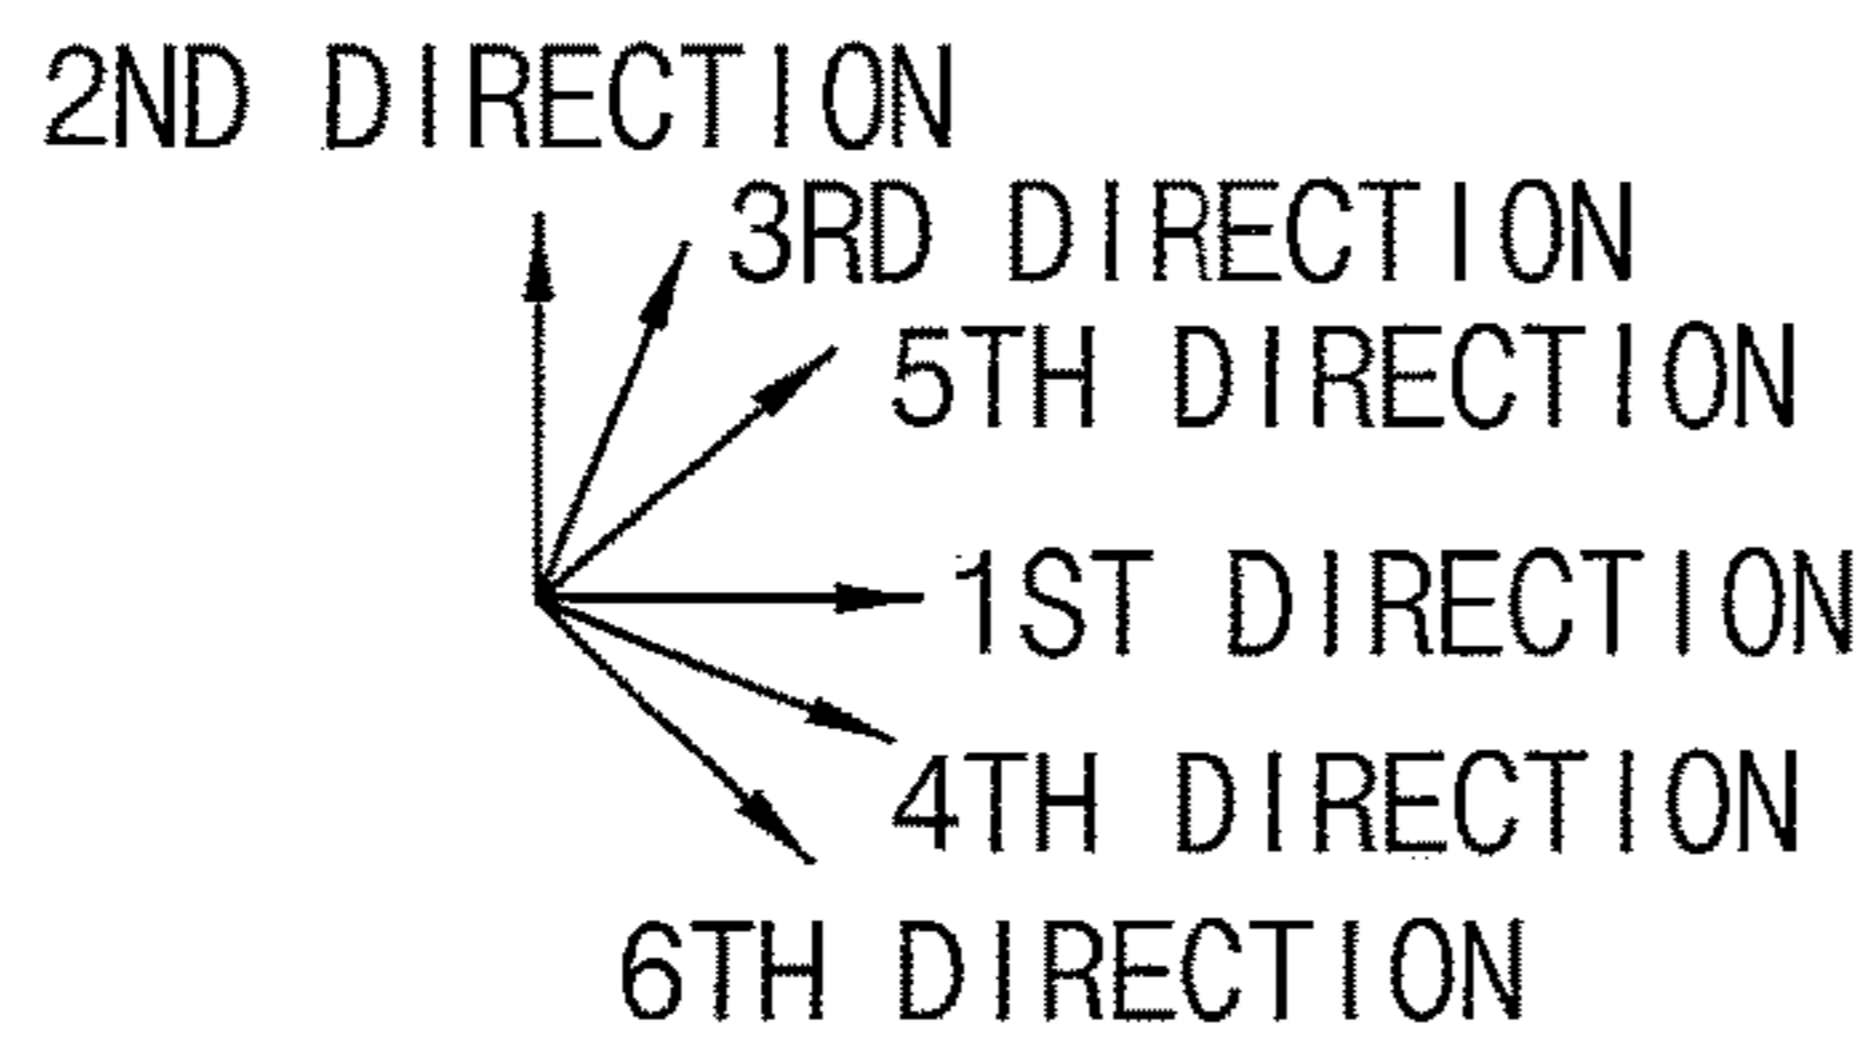 2ND DIRECTION
3RD DIRECTION
5TH DIRECTION
1ST DIRECTION
4TH DIRECTION
6TH DIRECTION